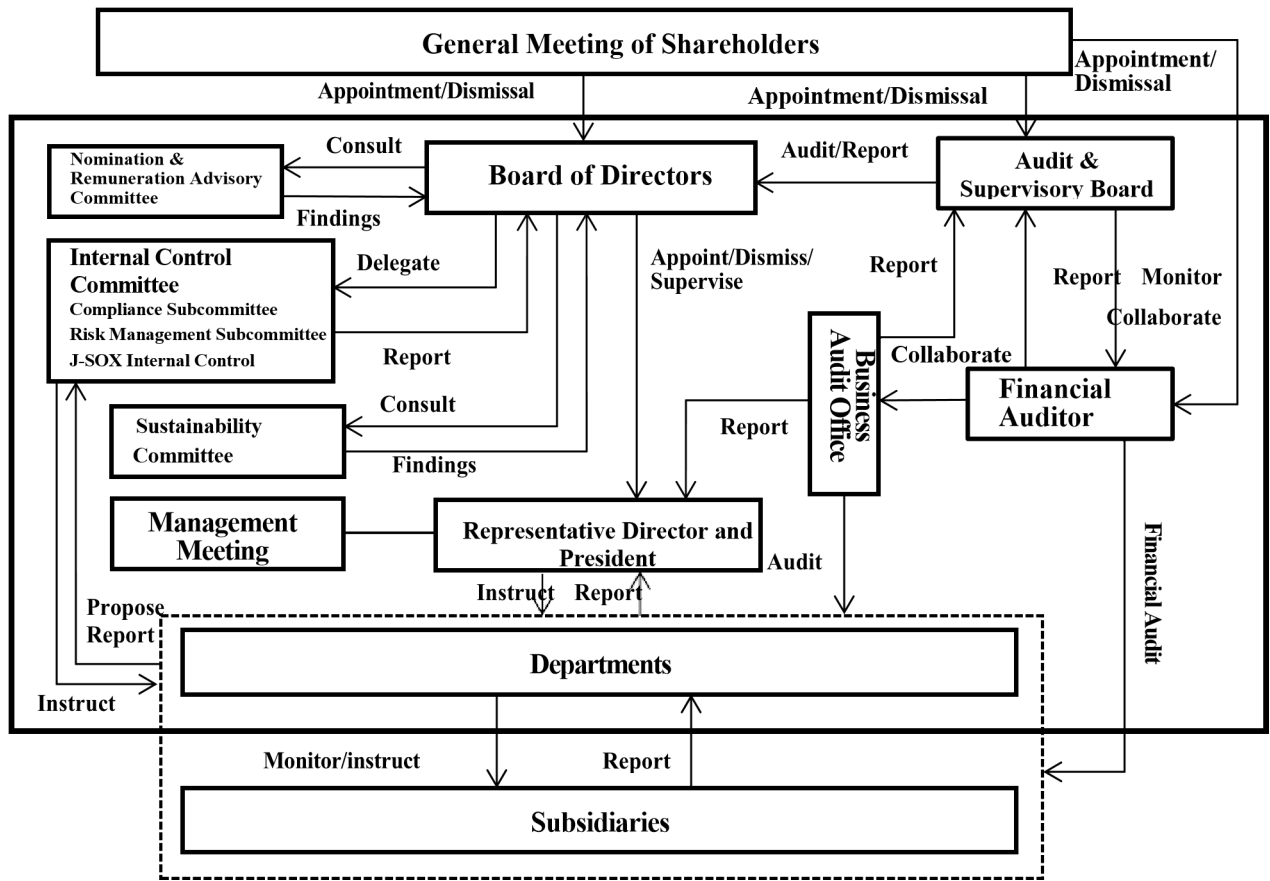 General Meeting of Shareholders
Appointment/Dismissal
Appointment/Dismissal
Appointment/
Dismissal
Nomination &
Remuneration Advisory
Committee
Consult
Findings
Board of Directors
Audit/Report
Audit &
Supervisory Board
Internal Control
Committee
Compliance Subcommittee
Risk Management Subcommittee
J-SOX Internal Control
Delegate
Report
Appoint/Dismiss/
Supervise
Report
Report
Monitor
Collaborate
Business
Audit Office
Collaborate
Financial
Auditor
Sustainability
Committee
Consult
Findings
Report
Management
Meeting
Representative Director and
President
Audit
Financial Audit
Instruct
Report
Propose
Report
Instruct
Departments
Monitor/instruct
Report
Subsidiaries